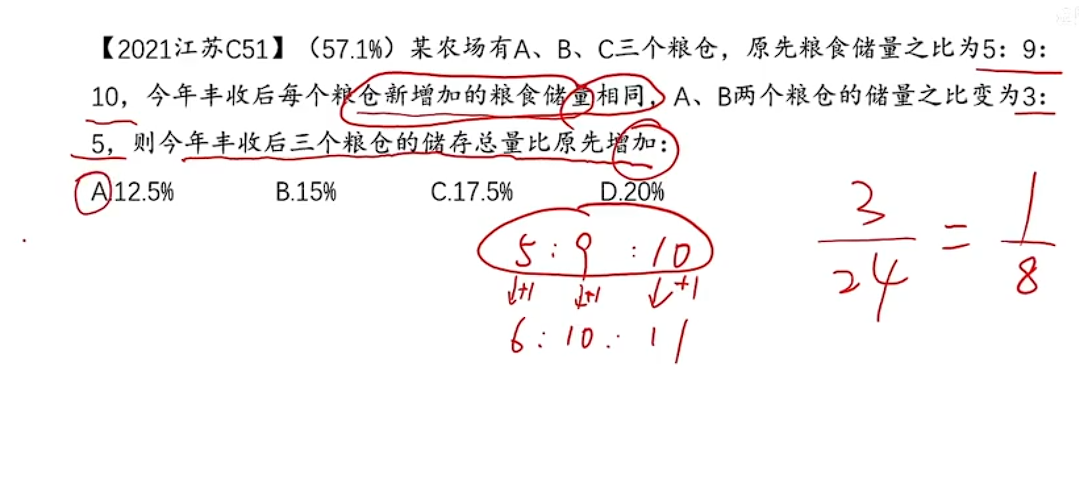 【2021江苏C51】（57.1%）某农场有A、B、C三个粮仓，原先粮食储量之比为5：9：
10，今年丰收后每个粮仓新增加的粮食储量相同，A、B两个粮仓的储量之比变为3：
5，则今年丰收后三个粮仓的储存总量比原先增加：
A.12.5% B.15% C.17.5% D.20%
5 : 9 : 10
↓+1 ↓+1 ↓+1
6 : 10 : 11
3/24 = 1/8